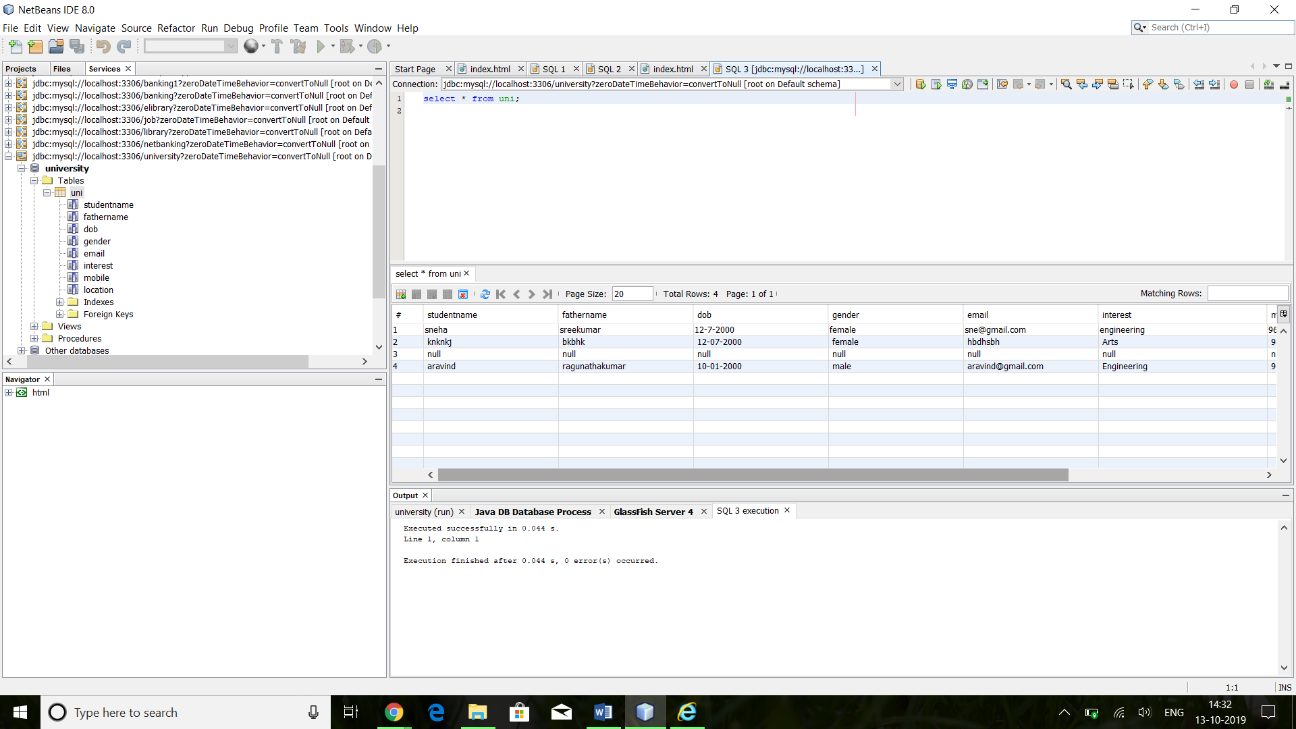 NetBeans IDE 8.0
File Edit View Navigate Source Refactor Run Debug Profile Team Tools Window Help
Search (Ctrl+I)
Projects Files Services
jdbc:mysql://localhost:3306/banking1?zeroDateTimeBehavior=convertToNull [root on De
jdbc:mysql://localhost:3306/banking?zeroDateTimeBehavior=convertToNull [root on Def
jdbc:mysql://localhost:3306/elibrary?zeroDateTimeBehavior=convertToNull [root on Def
jdbc:mysql://localhost:3306/job?zeroDateTimeBehavior=convertToNull [root on Default
jdbc:mysql://localhost:3306/library?zeroDateTimeBehavior=convertToNull [root on Defa
jdbc:mysql://localhost:3306/netbanking?zeroDateTimeBehavior=convertToNull [root on
jdbc:mysql://localhost:3306/university?zeroDateTimeBehavior=convertToNull [root on D
university
Tables
uni
studentname
fathername
dob
gender
email
interest
mobile
location
Indexes
Foreign Keys
Views
Procedures
Other databases
Navigator
html
Start Page index.html SQL 1 SQL 2 index.html SQL 3 [jdbc:mysql://localhost:33...]
Connection: jdbc:mysql://localhost:3306/university?zeroDateTimeBehavior=convertToNull [root on Default schema]
1 select * from uni;
2
select * from uni
Page Size: 20 Total Rows: 4 Page: 1 of 1 Matching Rows:
# studentname fathername dob gender email interest m
1 sneha sreekumar 12-7-2000 female sne@gmail.com engineering 96
2 knknkj bkbhk 12-07-2000 female hbdhsbh Arts 9
3 null null null null null null n
4 aravind ragunathakumar 10-01-2000 male aravind@gmail.com Engineering 9
Output
university (run) Java DB Database Process GlassFish Server 4 SQL 3 execution
Executed successfully in 0.044 s.
Line 1, column 1
Execution finished after 0.044 s, 0 error(s) occurred.
1:1 INS
Type here to search
ENG
14:32
13-10-2019